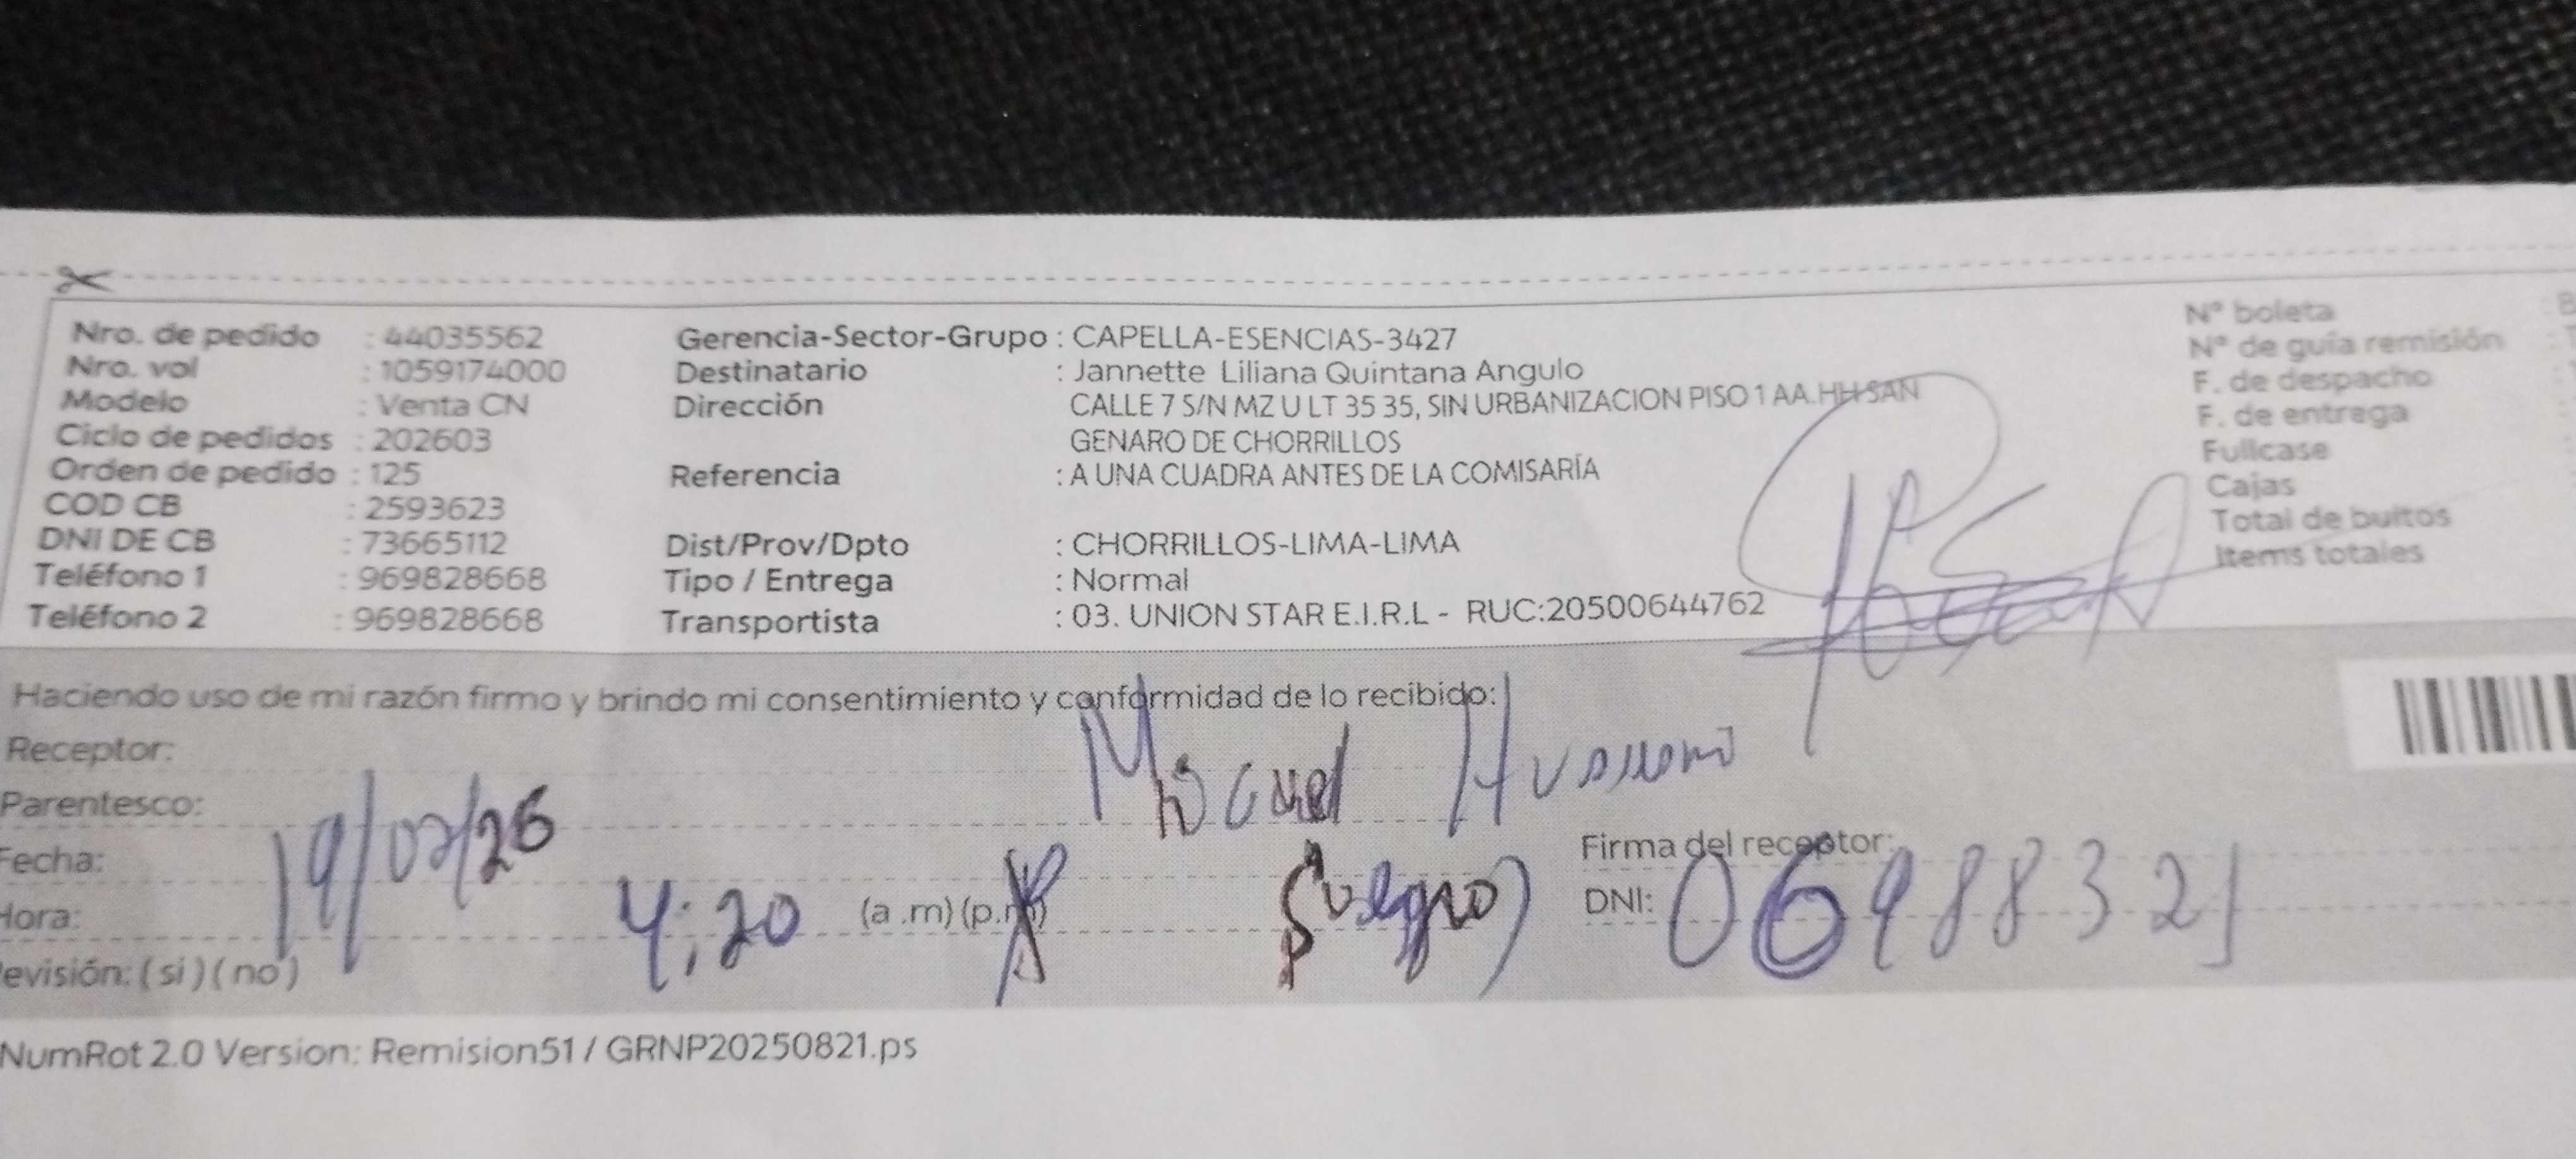 Nro. de pedido : 44035562
Nro. vol : 1059174000
Modelo : Venta CN
Ciclo de pedidos : 202603
Orden de pedido : 125
COD CB : 2593623
DNI DE CB : 73665112
Teléfono 1 : 969828668
Teléfono 2 : 969828668
Gerencia-Sector-Grupo : CAPELLA-ESENCIAS-3427
Destinatario : Jannette Liliana Quintana Angulo
Dirección CALLE 7 S/N MZ U LT 35 35, SIN URBANIZACION PISO 1 AA.HH SAN
GENARO DE CHORRILLOS
Referencia : A UNA CUADRA ANTES DE LA COMISARÍA
Dist/Prov/Dpto : CHORRILLOS-LIMA-LIMA
Tipo / Entrega : Normal
Transportista : 03. UNION STAR E.I.R.L - RUC:20500644762
N° boleta
N° de guía remisión
F. de despacho
F. de entrega
Fullcase
Cajas
Total de bultos
Items totales
Haciendo uso de mi razón firmo y brindo mi consentimiento y conformidad de lo recibido:
Receptor: Miguel
Parentesco:
Fecha: 19/02/26
Hora: 4:20 (a .m) (p.m)
(suegro)
Firma del receptor:
DNI: 06988321
evisión: ( si ) ( no )
NumRot 2.0 Version: Remision51 / GRNP20250821.ps